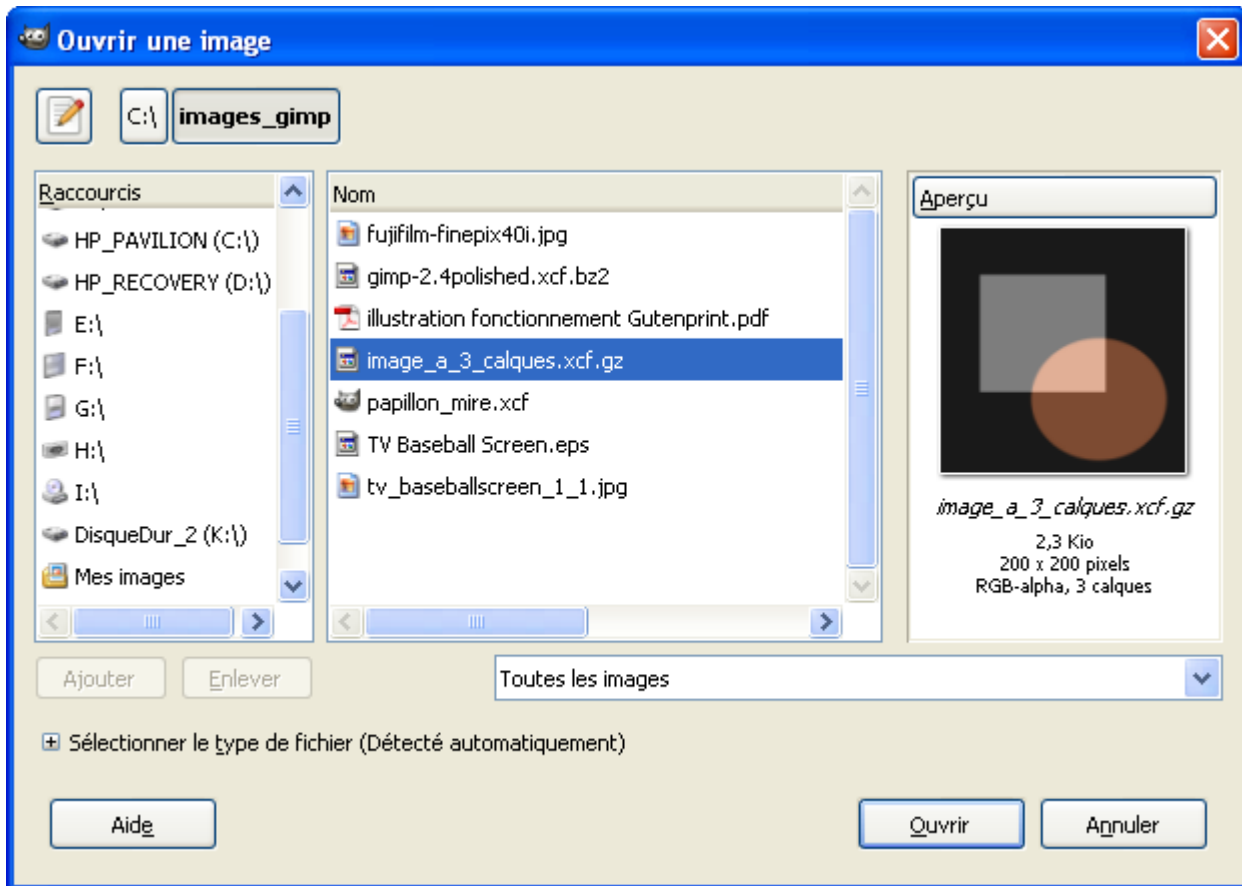 Ouvrir une image
C:\ images_gimp
Raccourcis
HP_PAVILION (C:\)
HP_RECOVERY (D:\)
E:\
F:\
G:\
H:\
I:\
DisqueDur_2 (K:\)
Mes images
Nom
fujifilm-finepix40i.jpg
gimp-2.4polished.xcf.bz2
illustration fonctionnement Gutenprint.pdf
image_a_3_calques.xcf.gz
papillon_mire.xcf
TV Baseball Screen.eps
tv_baseballscreen_1_1.jpg
Aperçu
image_a_3_calques.xcf.gz
2,3 Kio
200 x 200 pixels
RGB-alpha, 3 calques
Ajouter Enlever
Toutes les images
Sélectionner le type de fichier (Détecté automatiquement)
Aide
Ouvrir
Annuler